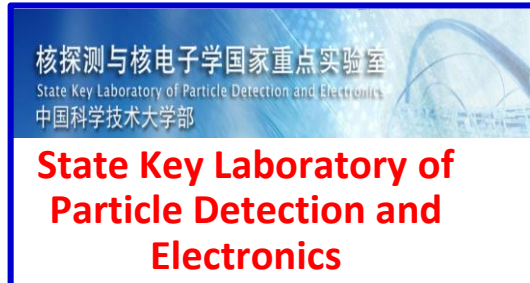 核探测与核电子学国家重点实验室
State Key Laboratory of Particle Detection and Electronics
中国科学技术大学部
State Key Laboratory of
Particle Detection and
Electronics